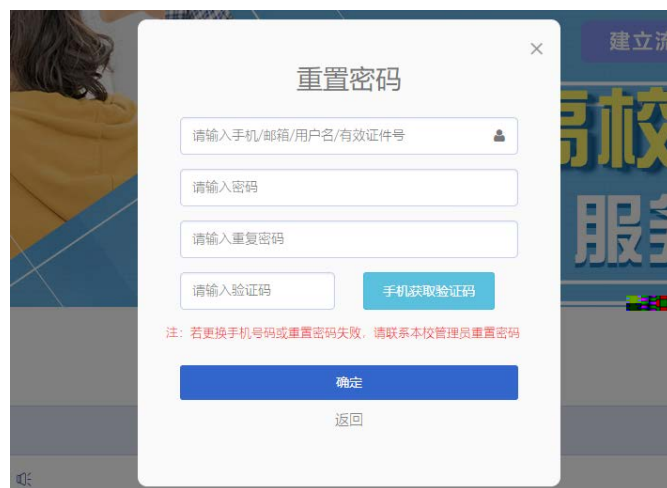 建立流
高校
服务
×
重置密码
请输入手机/邮箱/用户名/有效证件号
请输入密码
请输入重复密码
请输入验证码
手机获取验证码
注：若更换手机号码或重置密码失败，请联系本校管理员重置密码
确定
返回